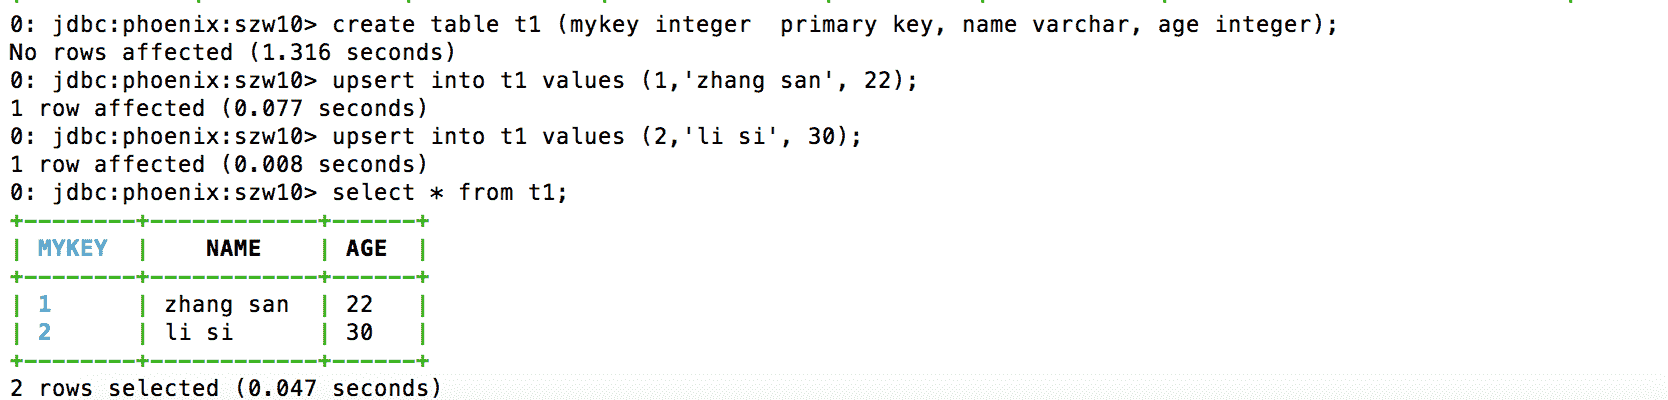 0: jdbc:phoenix:szw10> create table t1 (mykey integer  primary key, name varchar, age integer);
No rows affected (1.316 seconds)
0: jdbc:phoenix:szw10> upsert into t1 values (1,'zhang san', 22);
1 row affected (0.077 seconds)
0: jdbc:phoenix:szw10> upsert into t1 values (2,'li si', 30);
1 row affected (0.008 seconds)
0: jdbc:phoenix:szw10> select * from t1;
+--------+------------+------+
| MYKEY  |    NAME    | AGE  |
+--------+------------+------+
| 1      | zhang san  | 22   |
| 2      | li si      | 30   |
+--------+------------+------+
2 rows selected (0.047 seconds)